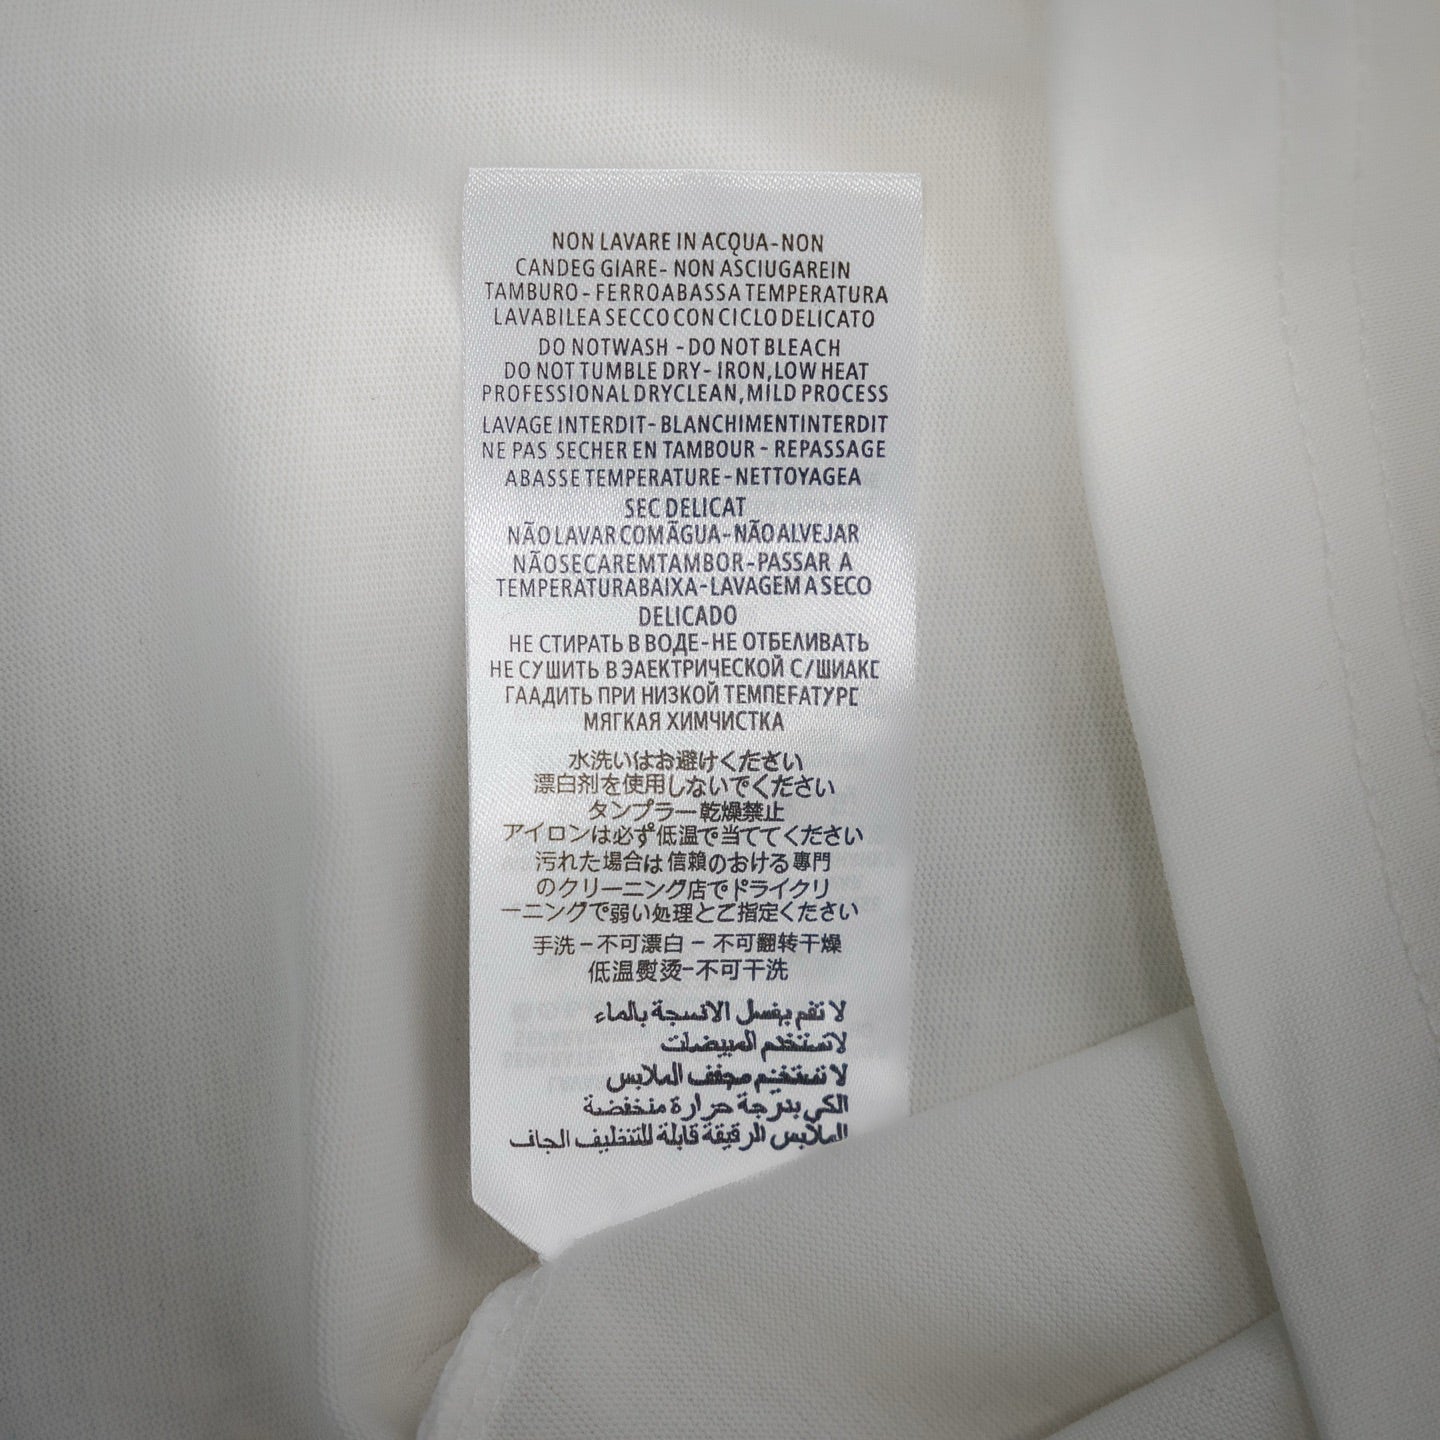 NON LAVARE IN ACQUA-NON
CANDEG GIARE- NON ASCIUGAREIN
TAMBURO - FERROABASSA TEMPERATURA
LAVABILEA SECCO CON CICLO DELICATO
DO NOTWASH - DO NOT BLEACH
DO NOT TUMBLE DRY- IRON,LOW HEAT
PROFESSIONAL DRYCLEAN, MILD PROCESS
LAVAGE INTERDIT- BLANCHIMENTINTERDIT
NE PAS SECHER EN TAMBOUR - REPASSAGE
ABASSE TEMPERATURE - NETTOYAGEA
SEC DELICAT
NÃO LAVAR COM ÃGUA- NÃO ALVEJAR
NÃOSECAREMTAMBOR-PASSAR A
TEMPERATURABAIXA-LAVAGEM A SECO
DELICADO
НЕ СТИРАТЬ В ВОДЕ-НЕ ОТБЕЛИВАТЬ
НЕ СУШИТЬ В ЭАЕКТРИЧЕСКОЙ С/ШИАКС
ГААДИТЬ ПРИ НИЗКОЙ ТЕМПЕFАТУРС
МЯГКАЯ ХИМЧИСТКА
水洗いはお避けください
漂白剤を使用しないでください
タンプラー乾燥禁止
アイロンは必ず低温で当ててください
汚れた場合は信頼のおける專門
のクリーニング店でドライクリ
ーニングで弱い処理とご指定ください
手洗-不可漂白-不可翻转干燥
低温熨烫-不可干洗
لا تقم بغسل الانسجة بالماء
لاتستخدم المبيضات
لا تستخدم مجفف الملابس
الكي بدرجة حرارة منخفضة
الملابس الرقيقة قابلة للتنظيف الجاف